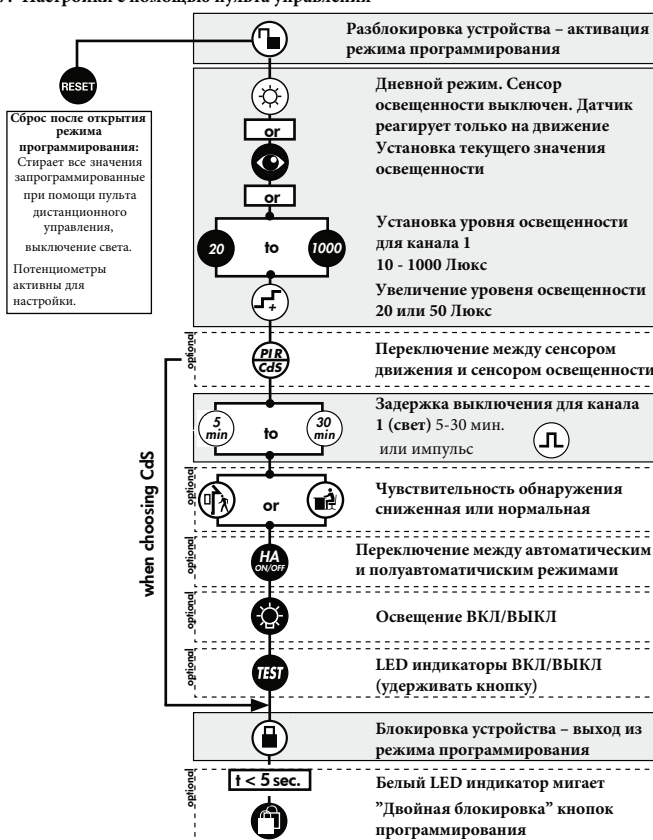 Настройки с помощью пульта управления
Разблокировка устройства – активация
режима программирования
RESET
Сброс после открытия
режима
программирования:
Стирает все значения
запрограммированные
при помощи пульта
дистанционного
управления,
выключение света.
Потенциометры
активны для
настройки.
Дневной режим. Сенсор
освещенности выключен. Датчик
реагирует только на движение
or
Установка текущего значения
освещенности
or
20
to
1000
Установка уровня освещенности
для канала 1
10 - 1000 Люкс
Увеличение уровеня освещенности
20 или 50 Люкс
optional
PIR
CdS
Переключение между сенсором
движения и сенсором освещенности
5
min
to
30
min
Задержка выключения для канала
1 (свет) 5-30 мин.
или импульс
when choosing CdS
optional
or
Чувствительность обнаружения
сниженная или нормальная
optional
HA
ON/OFF
Переключение между автоматическим
и полуавтоматичиским режимами
optional
Освещение ВКЛ/ВЫКЛ
optional
TEST
LED индикаторы ВКЛ/ВЫКЛ
(удерживать кнопку)
Блокировка устройства – выход из
режима программирования
optional
t < 5 sec.
Белый LED индикатор мигает
”Двойная блокировка” кнопок
программирования